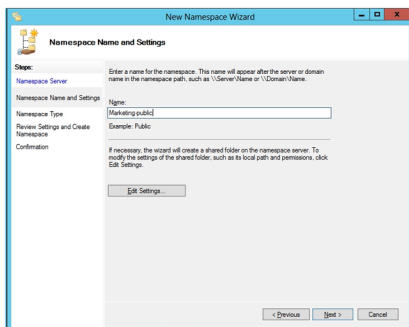 New Namespace Wizard
Namespace Name and Settings
Steps:
Namespace Server
Namespace Name and Settings
Namespace Type
Review Settings and Create
Namespace
Confirmation
Enter a name for the namespace. This name will appear after the server or domain
name in the namespace path, such as \\Server\Name or \\Domain\Name.
Name:
Marketing-public
Example: Public
If necessary, the wizard will create a shared folder on the namespace server. To
modify the settings of the shared folder, such as its local path and permissions, click
Edit Settings.
Edit Settings...
< Previous
Next >
Cancel